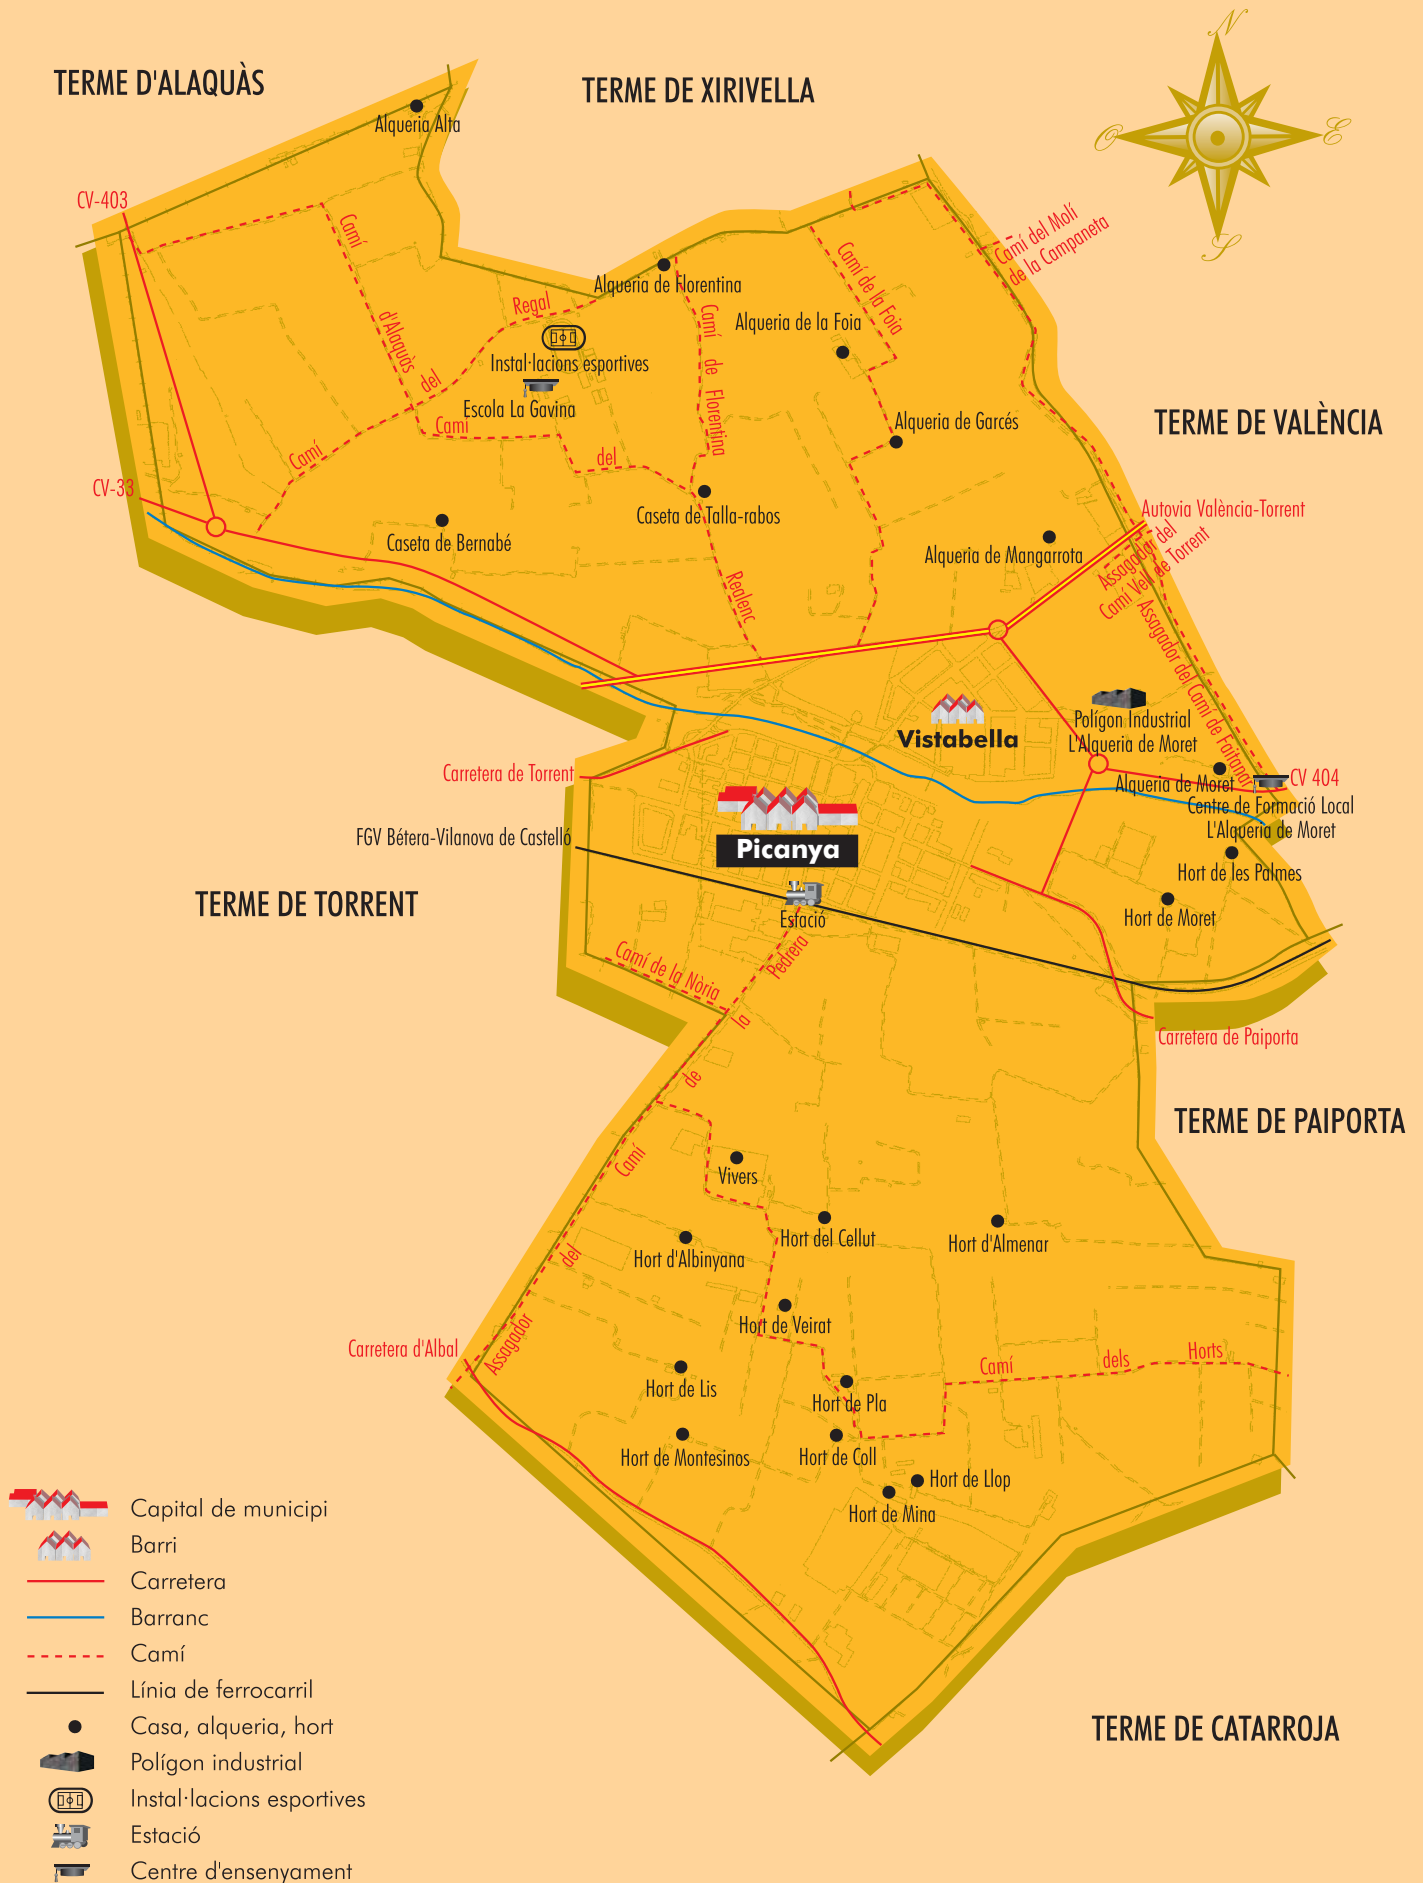 N
O
E
S
TERME D'ALAQUÀS
TERME DE XIRIVELLA
Alqueria Alta
CV-403
Camí
d'Alaquàs
Camí del Molí
de la Campaneta
Alqueria de Florentina
Regal
del
Camí
Instal·lacions esportives
Escola La Gavina
Camí
del
Realenc
Camí
de
Florentina
Camí de la Foia
Alqueria de la Foia
Alqueria de Garcés
TERME DE VALÈNCIA
CV-33
Caseta de Bernabé
Caseta de Talla-rabos
Alqueria de Mangarrota
Autovia València-Torrent
Assagador del
Camí Vell de Torrent
Assagador del Camí de Faitanar
Vistabella
Polígon Industrial
L'Alqueria de Moret
Alqueria de Moret
CV 404
Centre de Formació Local
L'Alqueria de Moret
Carretera de Torrent
FGV Bétera-Vilanova de Castelló
Picanya
Estació
Hort de les Palmes
Hort de Moret
TERME DE TORRENT
Camí de la Nòria
Pedrera
la
de
Camí
del
Assagador
Carretera de Paiporta
TERME DE PAIPORTA
Vivers
Hort del Cellut
Hort d'Almenar
Hort d'Albinyana
Hort de Veirat
Carretera d'Albal
Hort de Lis
Hort de Pla
Camí
dels
Horts
Hort de Montesinos
Hort de Coll
Hort de Llop
Hort de Mina
TERME DE CATARROJA
Capital de municipi
Barri
Carretera
Barranc
Camí
Línia de ferrocarril
Casa, alqueria, hort
Polígon industrial
Instal·lacions esportives
Estació
Centre d'ensenyament